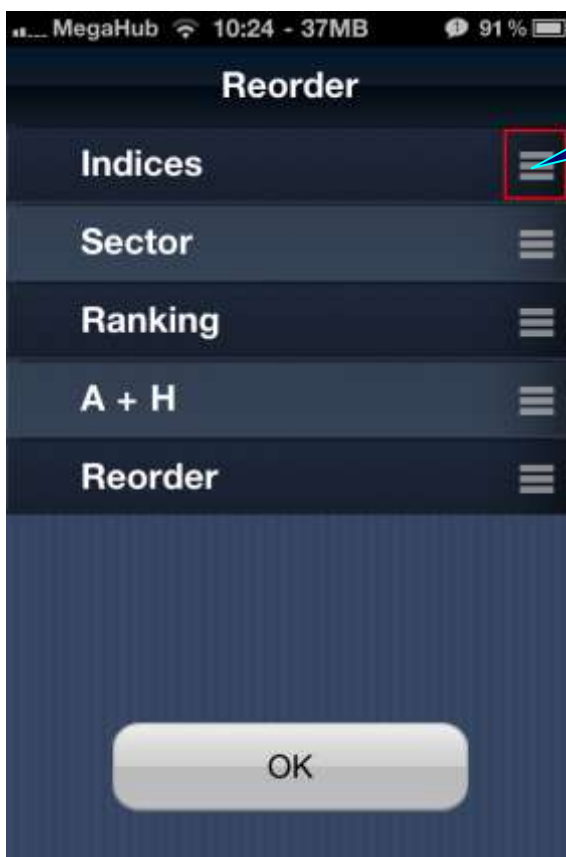 MegaHub 10:24 - 37MB 91 %
Reorder
Indices
Sector
Ranking
A + H
Reorder
OK